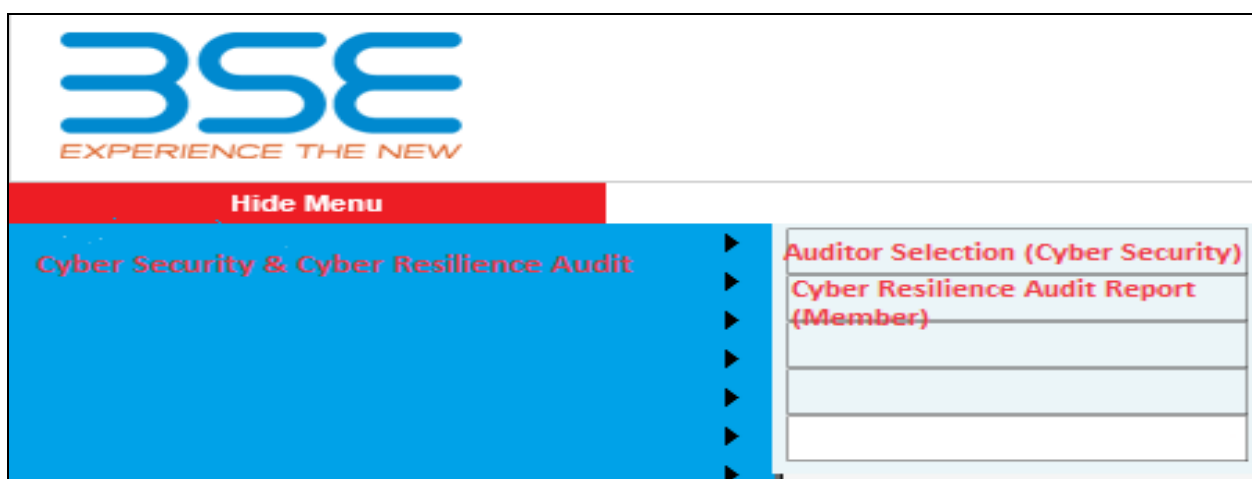 BSE
EXPERIENCE THE NEW
Hide Menu
Cyber Security & Cyber Resilience Audit
Auditor Selection (Cyber Security)
Cyber Resilience Audit Report
(Member)